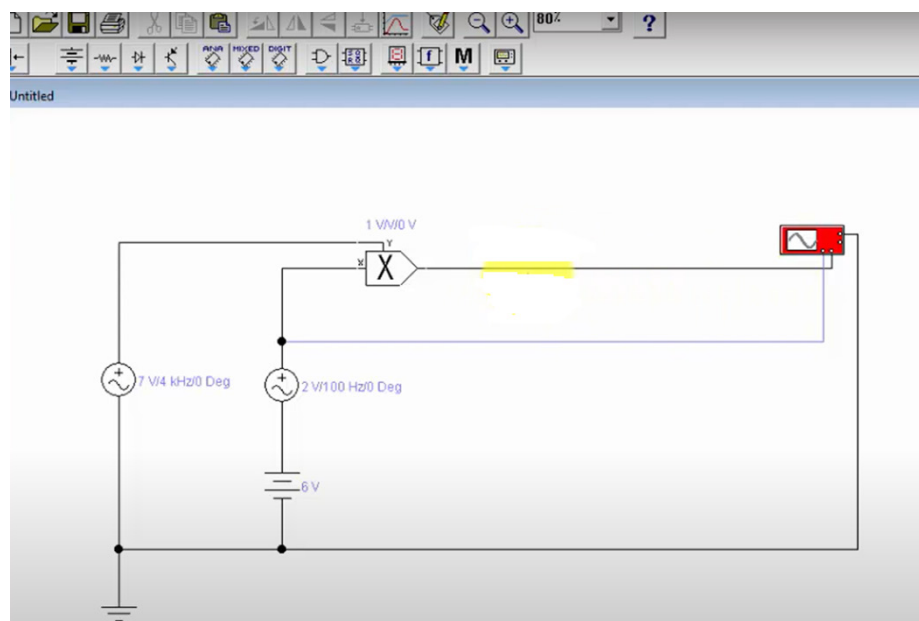 80%
?
ANA MIXED DIGIT
f M
Untitled
1 V/V/0 V
Y
X X
7 V/4 kHz/0 Deg
2 V/100 Hz/0 Deg
6 V